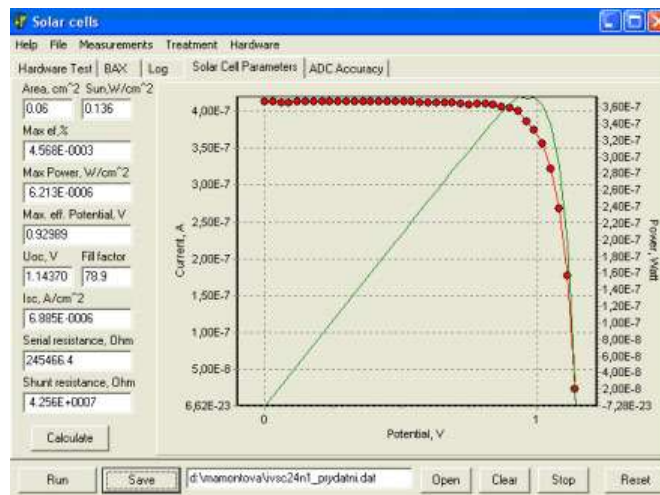 Solar cells
Help File Measurements Treatment Hardware
Hardware Test BAX Log Solar Cell Parameters ADC Accuracy
Area, cm^2 Sun,W/cm^2
0.06 0.136
Max ef,%
4.568E-0003
Max Power, W/cm^2
6.213E-0006
Max. eff. Potential, V
0.92989
Uoc, V Fill factor
1.14370 78.9
Isc, A/cm^2
6.885E-0006
Serial resistance, Ohm
245466.4
Shunt resistance, Ohm
4.256E+0007
Calculate
Current, A
4,00E-7
3,50E-7
3,00E-7
2,50E-7
2,00E-7
1,50E-7
1,00E-7
5,00E-8
6,62E-23
0 1
Potential, V
3,60E-7
3,40E-7
3,20E-7
3,00E-7
2,80E-7
2,60E-7
2,40E-7
2,20E-7
2,00E-7
1,80E-7
1,60E-7
1,40E-7
1,20E-7
1,00E-7
8,00E-8
6,00E-8
4,00E-8
2,00E-8
-7,28E-23
Power, Watt
Run Save d:\mamontova\ivsc24n1_prydatni.dat Open Clear Stop Reset